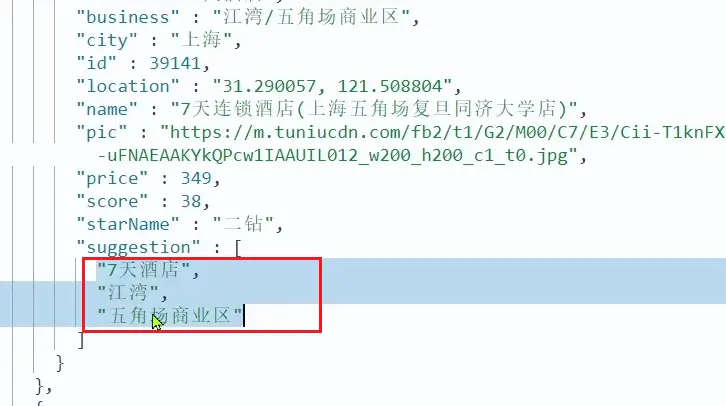 "business" : "江湾/五角场商业区",
"city" : "上海",
"id" : 39141,
"location" : "31.290057, 121.508804",
"name" : "7天连锁酒店(上海五角场复旦同济大学店)",
"pic" : "https://m.tuniucdn.com/fb2/t1/G2/M00/C7/E3/Cii-T1knFX
-uFNAEAAKYkQPcw1IAAUIL012_w200_h200_c1_t0.jpg",
"price" : 349,
"score" : 38,
"starName" : "二钻",
"suggestion" : [
"7天酒店",
"江湾",
"五角场商业区"
]
}
},